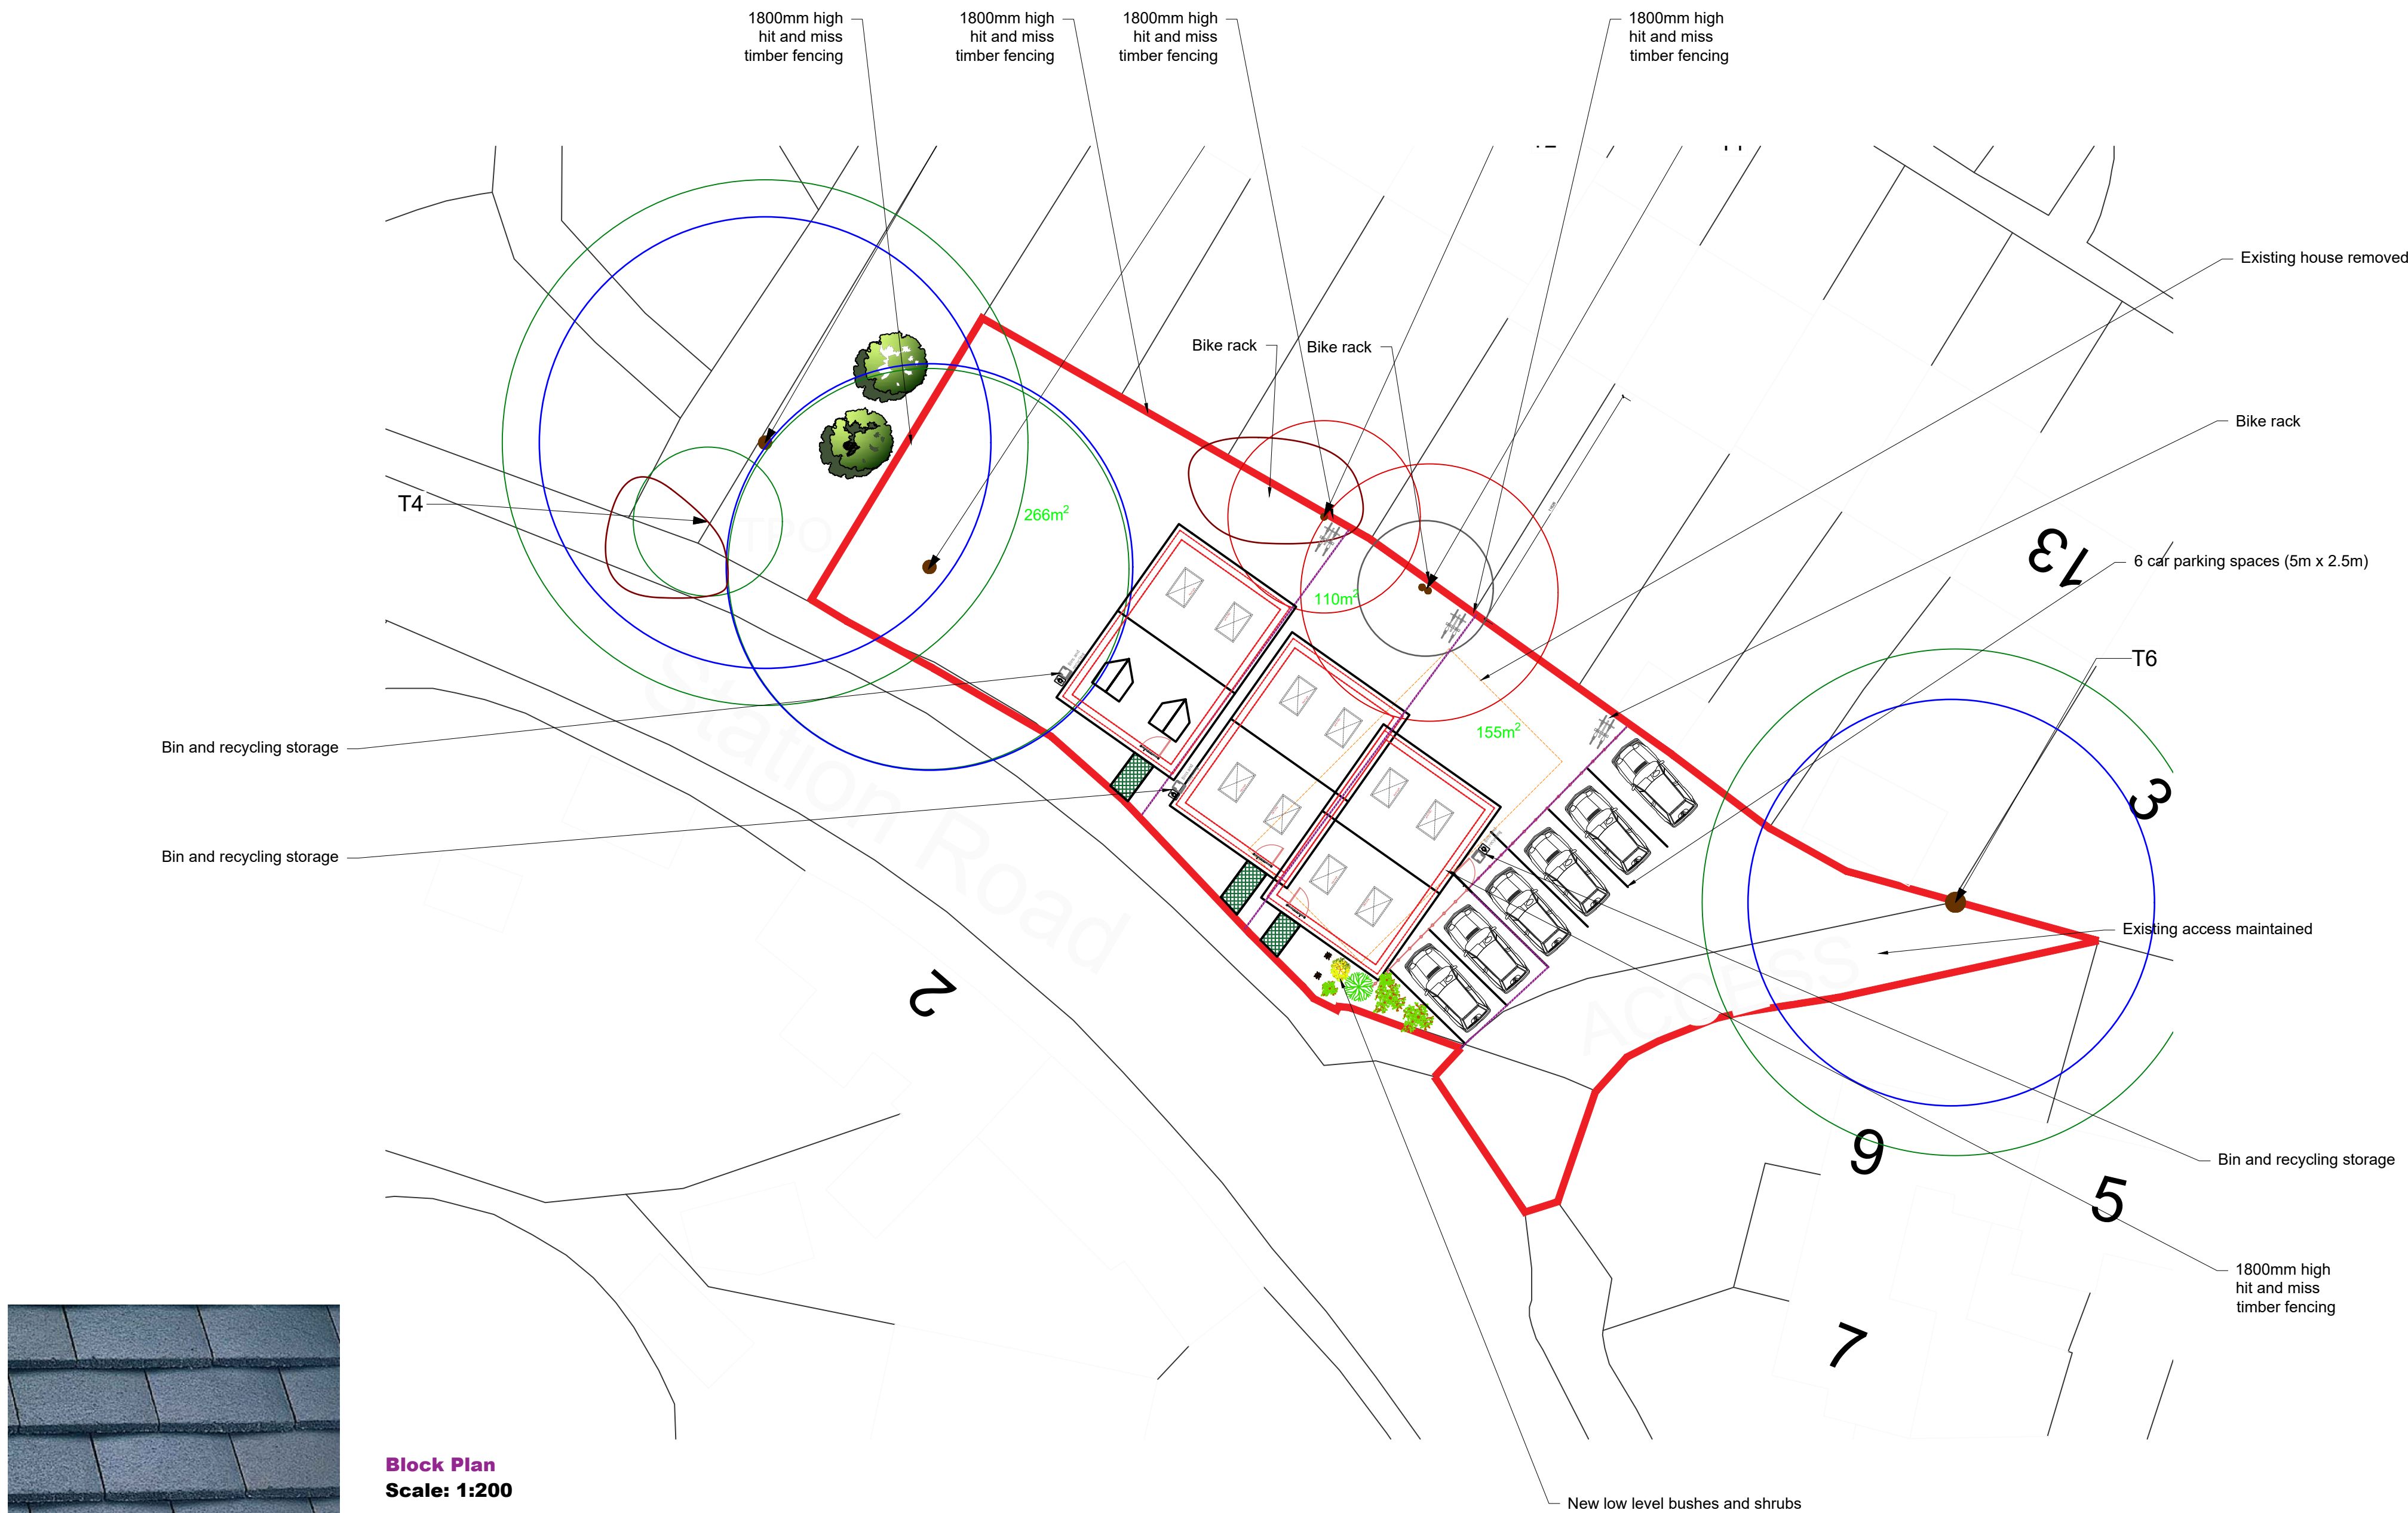 1800mm high
hit and miss
timber fencing
1800mm high
hit and miss
timber fencing
1800mm high
hit and miss
timber fencing
1800mm high
hit and miss
timber fencing
Existing house removed
Bike rack
Bike rack
Bike rack
T4
266m²
TPO
13
6 car parking spaces (5m x 2.5m)
110m²
T6
Station Road
155m²
Bin and recycling storage
3
Bin and recycling storage
Existing access maintained
2
Access
9
Bin and recycling storage
5
1800mm high
hit and miss
timber fencing
7
Block Plan
Scale: 1:200
New low level bushes and shrubs